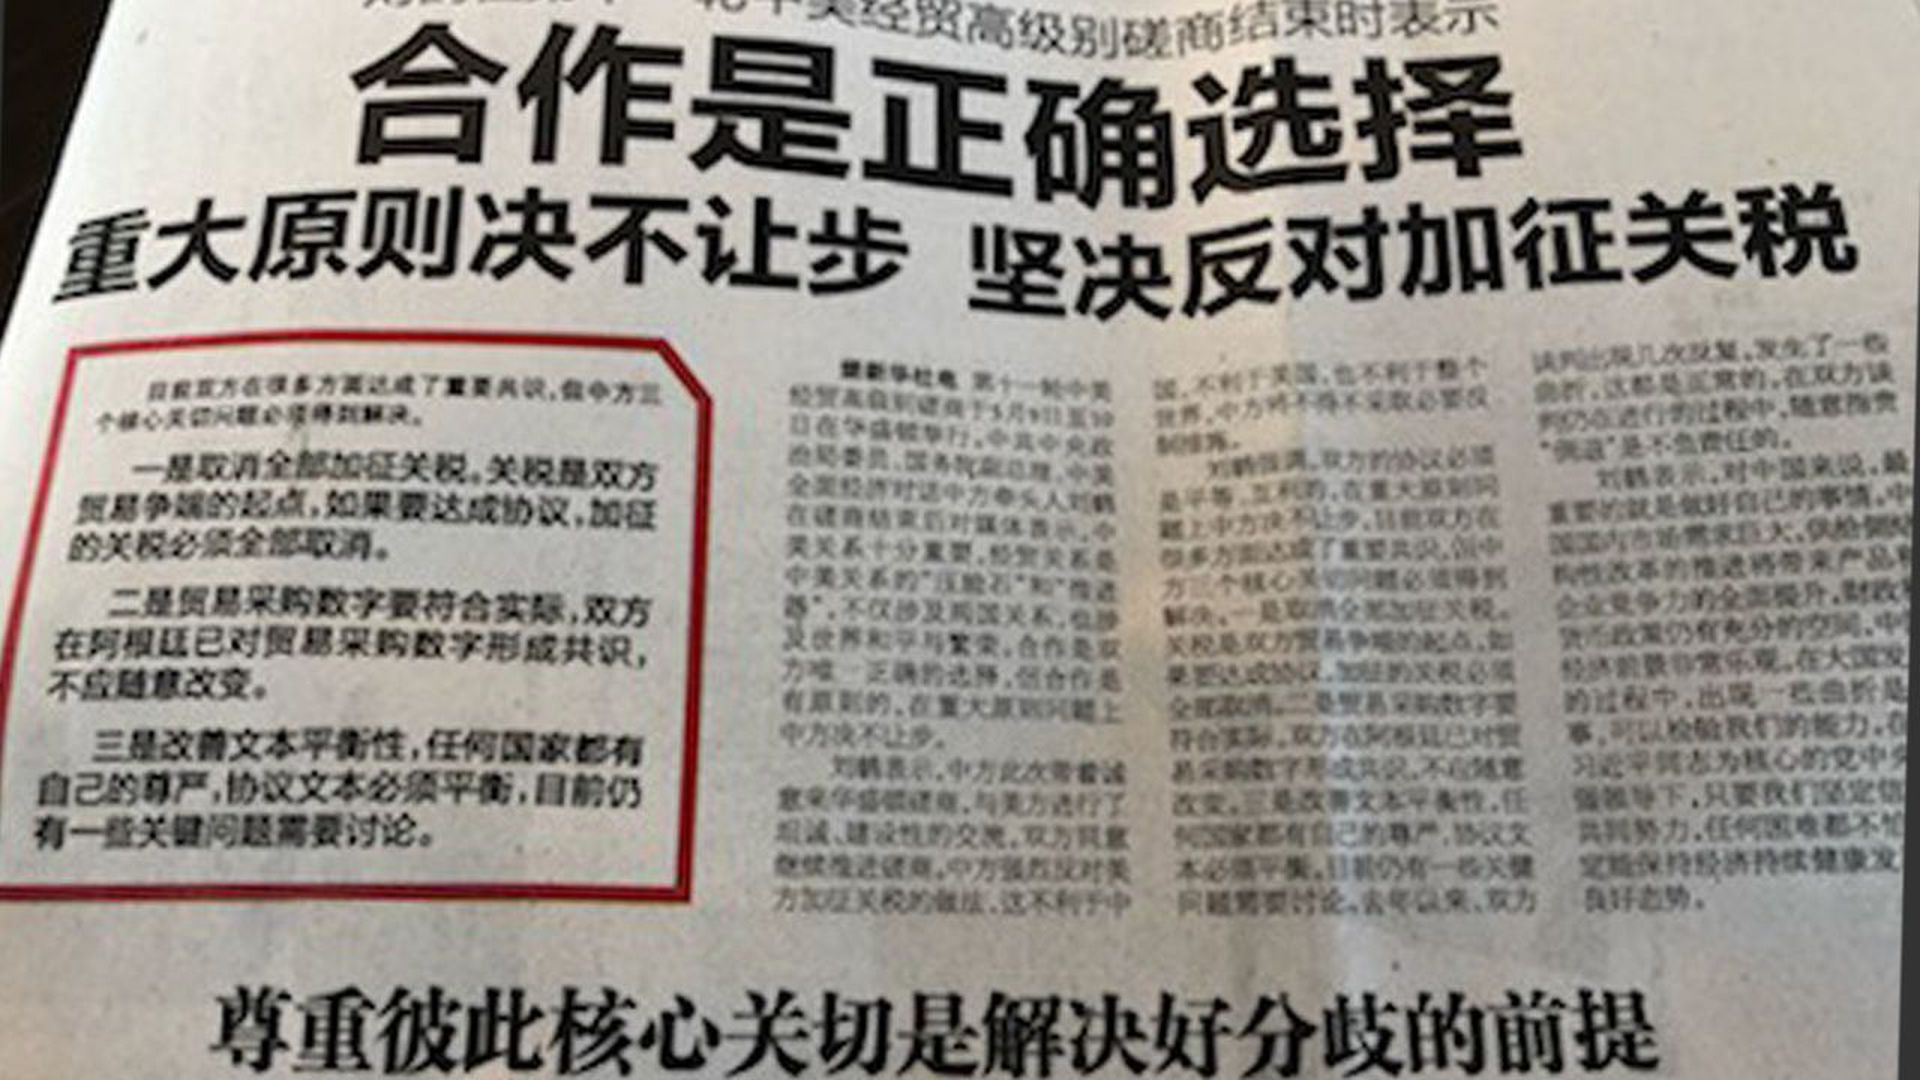 轮中美经贸高级别磋商结束时表示
合作是正确选择
重大原则决不让步 坚决反对加征关税
目前双方在很多方面达成了重要共识,但中方三
个核心关切问题必须得到解决。
一是取消全部加征关税。关税是双方
贸易争端的起点,如果要达成协议,加征
的关税必须全部取消。
二是贸易采购数字要符合实际,双方
在阿根廷已对贸易采购数字形成共识,
不应随意改变。
三是改善文本平衡性,任何国家都有
自己的尊严,协议文本必须平衡,目前仍
有一些关键问题需要讨论。
据新华社电 第十一轮中美
经贸高级别磋商于5月9日至10
日在华盛顿举行。中共中央政
治局委员、国务院副总理、中美
全面经济对话中方牵头人刘鹤
在磋商结束后对媒体表示,中
美关系十分重要,经贸关系是
中美关系的“压舱石”和“推进
器”,不仅涉及两国关系,也涉
及世界和平与繁荣。合作是双
方唯一正确的选择,但合作是
有原则的,在重大原则问题上
中方决不让步。
刘鹤表示,中方此次带着诚
意来华盛顿磋商,与美方进行了
坦诚、建设性的交流。双方同意
继续推进磋商。中方强烈反对美
方加征关税的做法,这不利于中
国,不利于美国,也不利于整个
世界,中方将不得不采取必要反
制措施。
刘鹤强调,双方的协议必须
是平等、互利的,在重大原则问
题上中方决不让步。目前双方在
很多方面达成了重要共识,但中
方三个核心关切问题必须得到
解决。一是取消全部加征关税。
关税是双方贸易争端的起点,如
果要达成协议,加征的关税必须
全部取消。二是贸易采购数字要
符合实际,双方在阿根廷已对贸
易采购数字形成共识,不应随意
改变。三是改善文本平衡性,任
何国家都有自己的尊严,协议文
本必须平衡,目前仍有一些关键
问题需要讨论。去年以来,双方
谈判出现几次反复,发生了一些
曲折,这都是正常的。在双方谈
判仍在进行的过程中,随意指责
“倒退”是不负责任的。
刘鹤表示,对中国来说,最
重要的就是做好自己的事情。中
国国内市场需求巨大,供给侧结
构性改革的推进将带来产品和
企业竞争力的全面提升,财政和
货币政策仍有充分的空间,中
经济前景非常乐观。在大国发
的过程中,出现一些曲折是
事,可以检验我们的能力。在
习近平同志为核心的党中央
强领导下,只要我们坚定信
共同努力,任何困难都不怕
定能保持经济持续健康发
良好态势。
尊重彼此核心关切是解决好分歧的前提